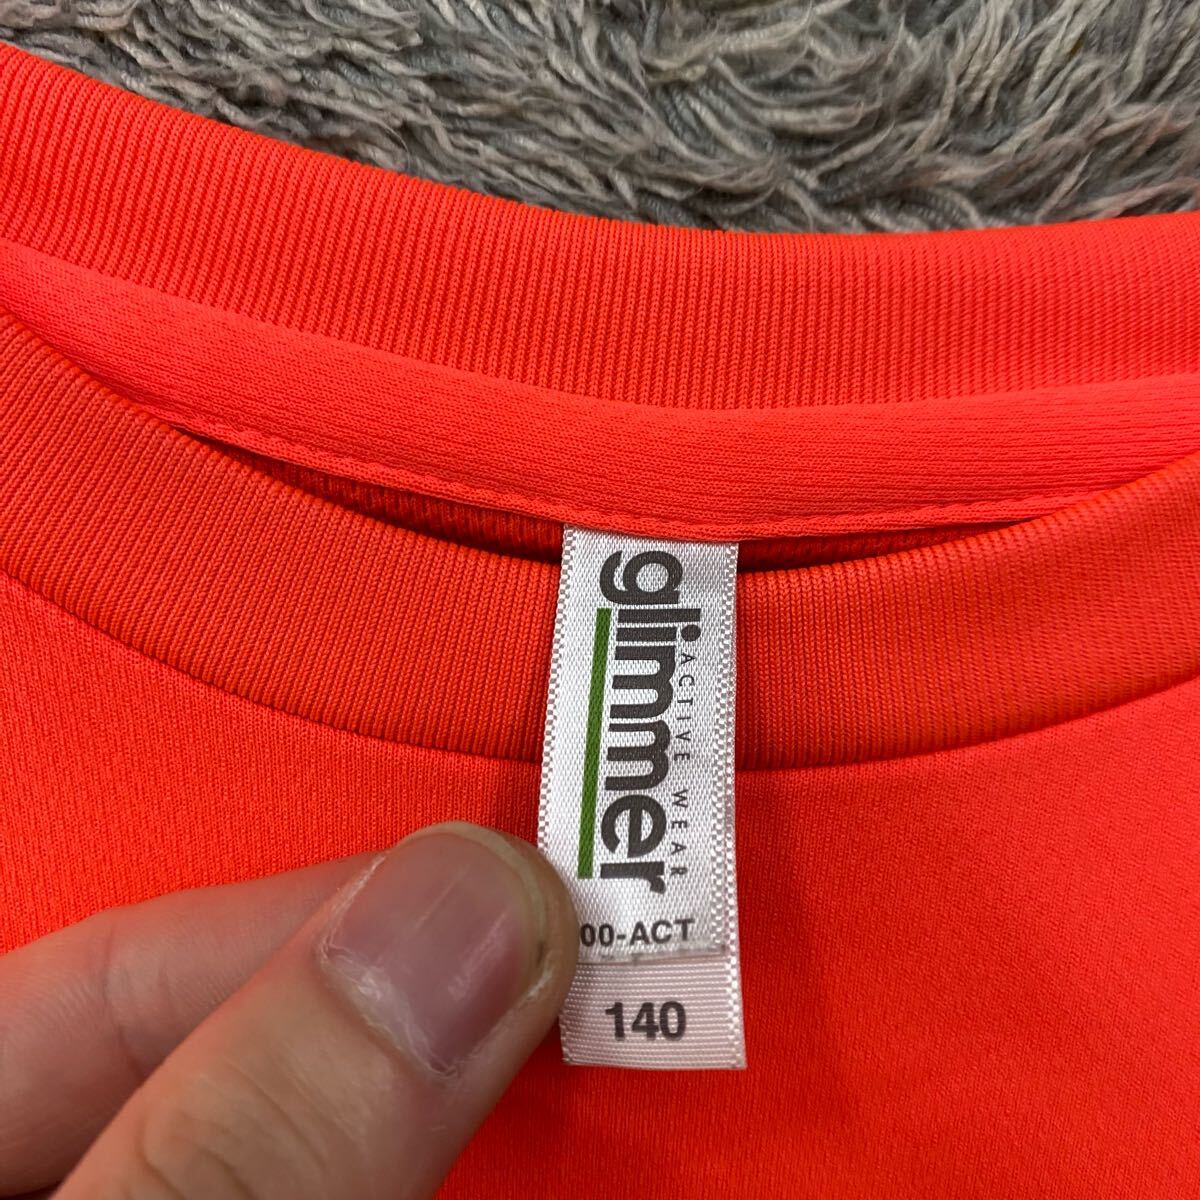 glimmer
ACTIVE WEAR
00-ACT
140